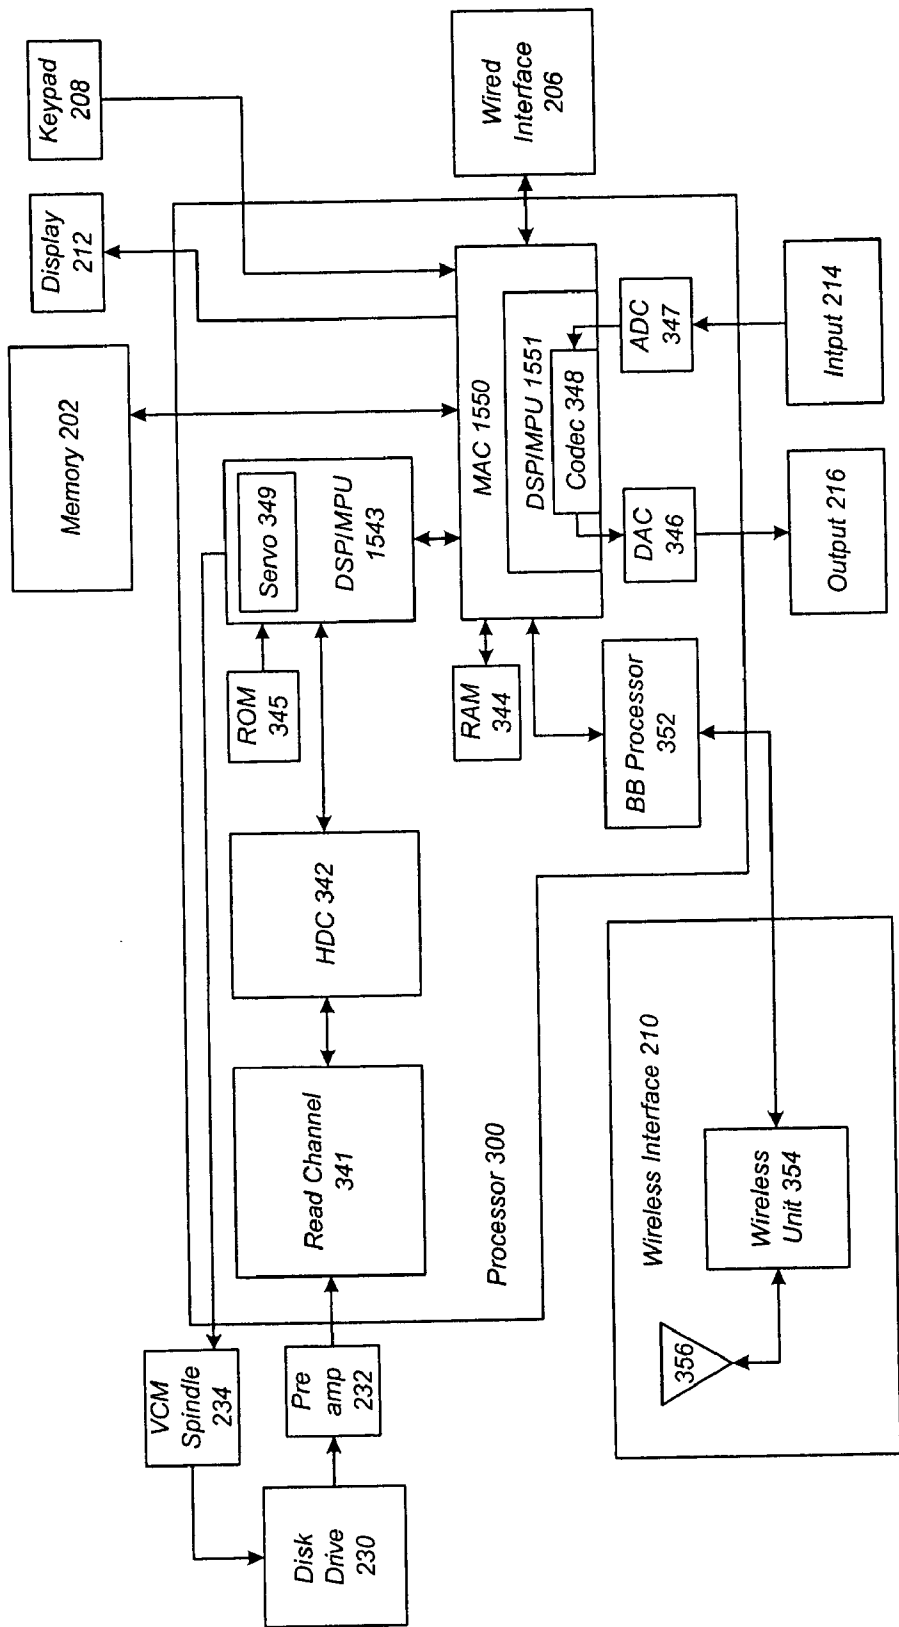 Keypad
208
Display
212
Memory 202
Wired
Interface
206
MAC 1550
DSP/MPU 1551
Codec 348
ADC
347
Intput 214
DAC
346
Output 216
Servo 349
DSP/MPU
1543
ROM
345
RAM
344
BB Processor
352
HDC 342
Read Channel
341
Processor 300
VCM
Spindle
234
Pre
amp
232
Disk
Drive
230
Wireless Interface 210
Wireless
Unit 354
356